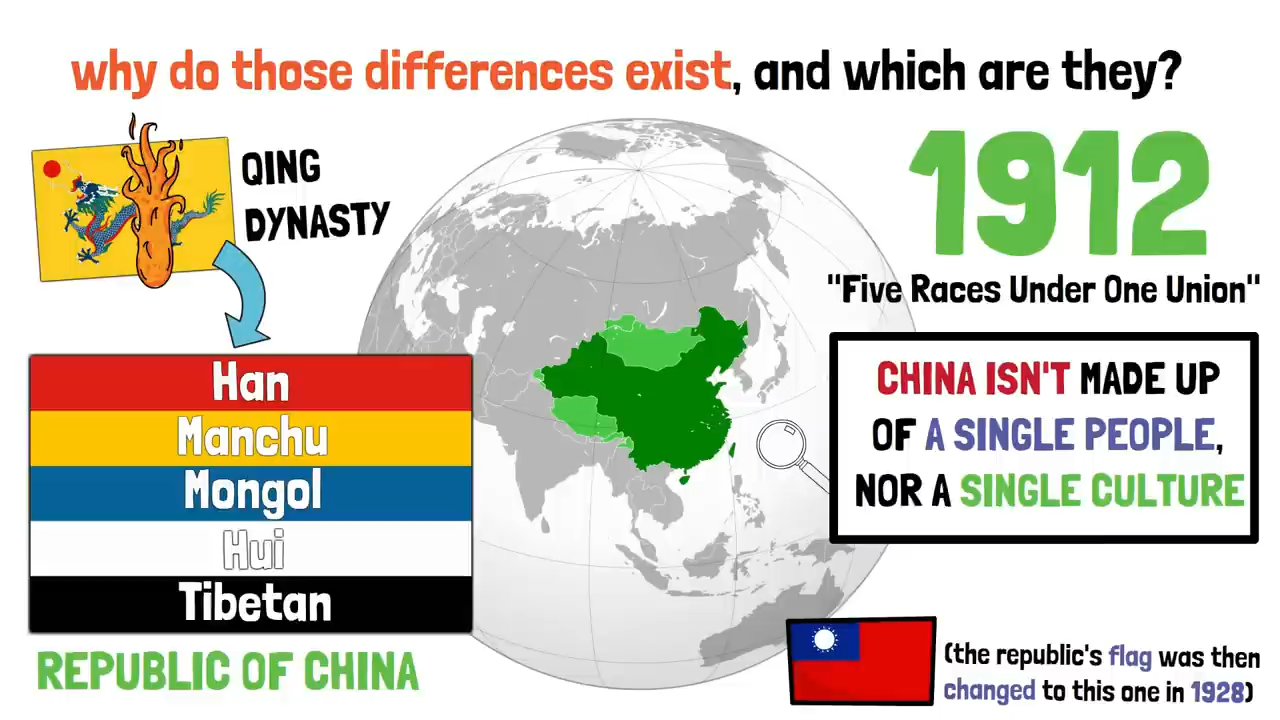 why do those differences exist, and which are they?
QING
DYNASTY
1912
"Five Races Under One Union"
Han
Manchu
Mongol
Hui
Tibetan
REPUBLIC OF CHINA
CHINA ISN'T MADE UP
OF A SINGLE PEOPLE,
NOR A SINGLE CULTURE
(the republic's flag was then
changed to this one in 1928)